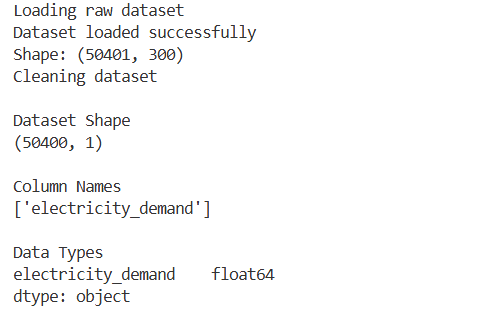 Loading raw dataset
Dataset loaded successfully
Shape: (50401, 300)
Cleaning dataset
Dataset Shape
(50400, 1)
Column Names
['electricity_demand']
Data Types
electricity_demand    float64
dtype: object